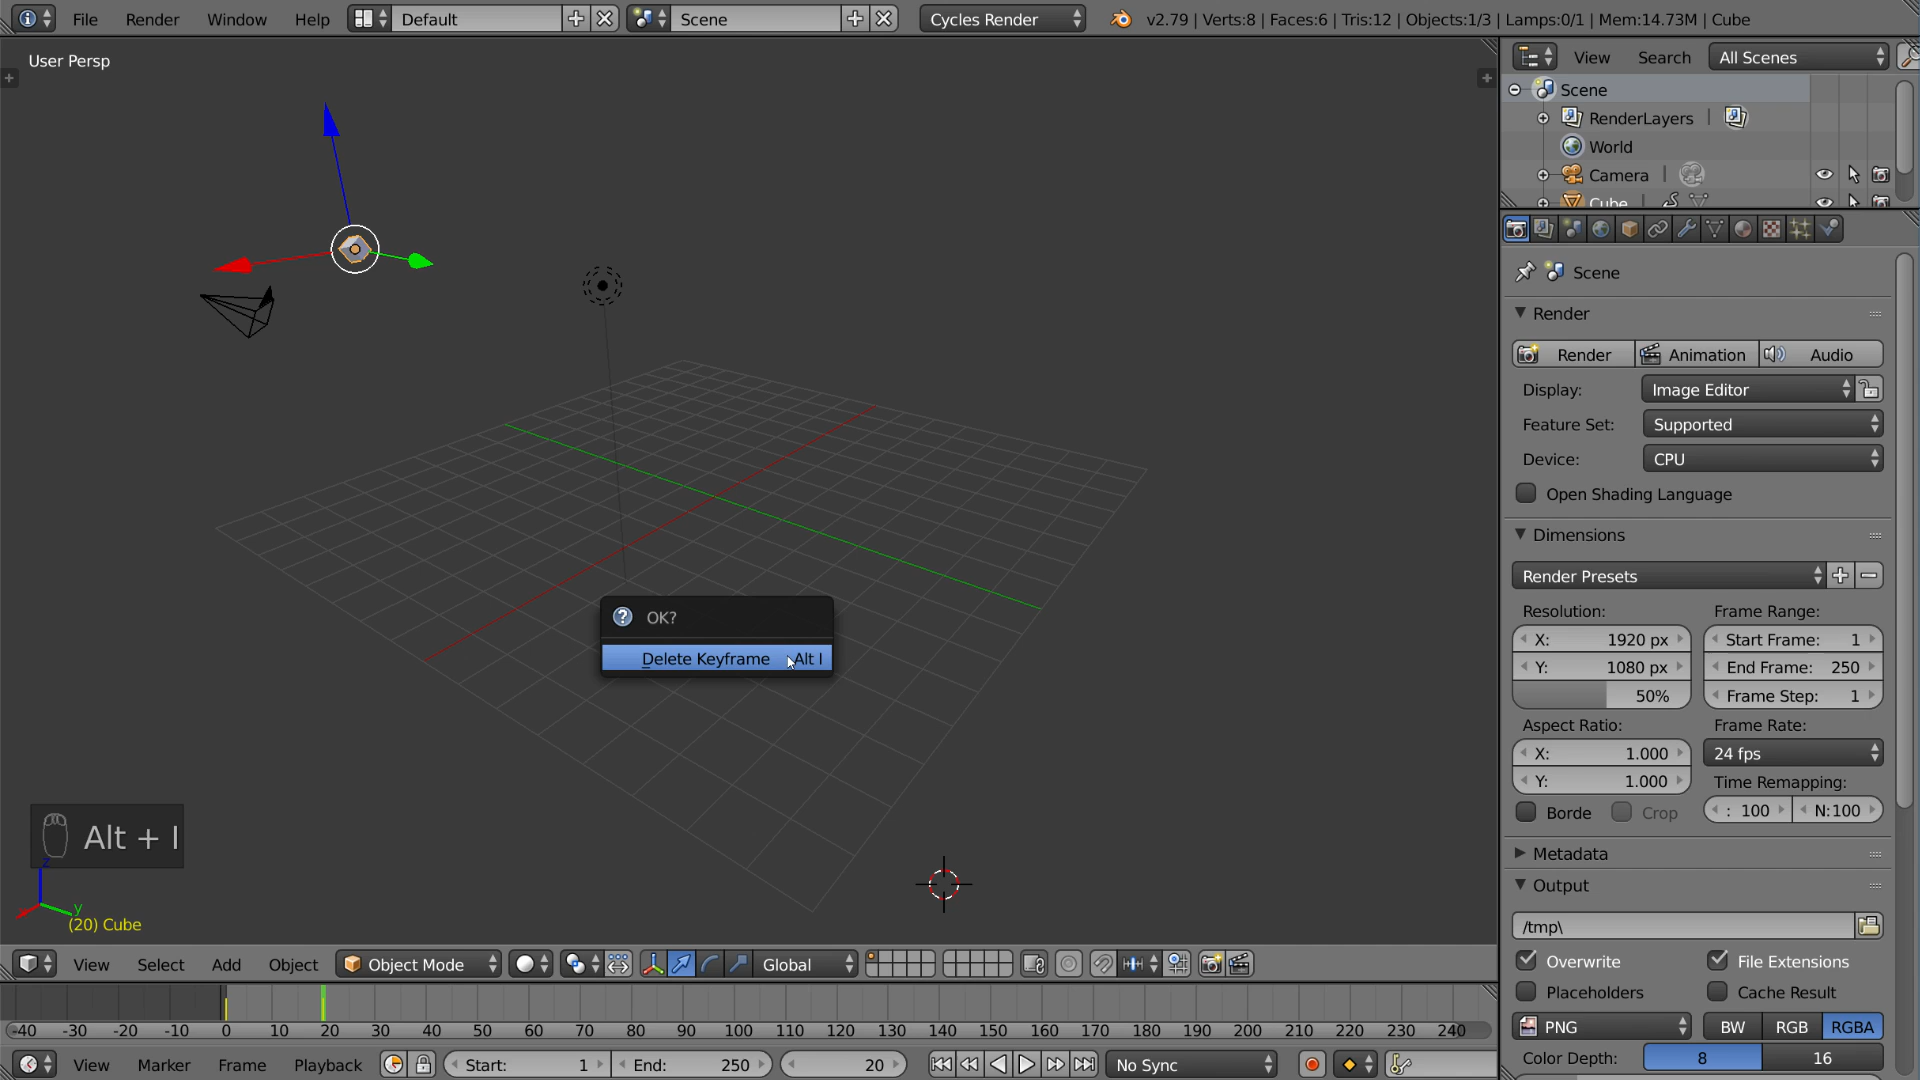 File Render Window Help Default Scene Cycles Render v2.79 | Verts:8 | Faces:6 | Tris:12 | Objects:1/3 | Lamps:0/1 | Mem:14.73M | Cube
User Persp
View Search All Scenes
Scene
RenderLayers
World
Camera
Cube
Scene
Render
Render Animation Audio
Display: Image Editor
Feature Set: Supported
Device: CPU
Open Shading Language
Dimensions
Render Presets
Resolution: Frame Range:
X: 1920 px Start Frame: 1
Y: 1080 px End Frame: 250
50% Frame Step: 1
Aspect Ratio: Frame Rate:
X: 1.000 24 fps
Y: 1.000 Time Remapping:
Borde Crop : 100 N:100
Metadata
Output
/tmp\
Overwrite File Extensions
Placeholders Cache Result
PNG BW RGB RGBA
Color Depth: 8 16
OK?
Delete Keyframe Alt I
Alt + I
z
y
(20) Cube
View Select Add Object Object Mode Global
-40 -30 -20 -10 0 10 20 30 40 50 60 70 80 90 100 110 120 130 140 150 160 170 180 190 200 210 220 230 240
View Marker Frame Playback Start: 1 End: 250 20 No Sync